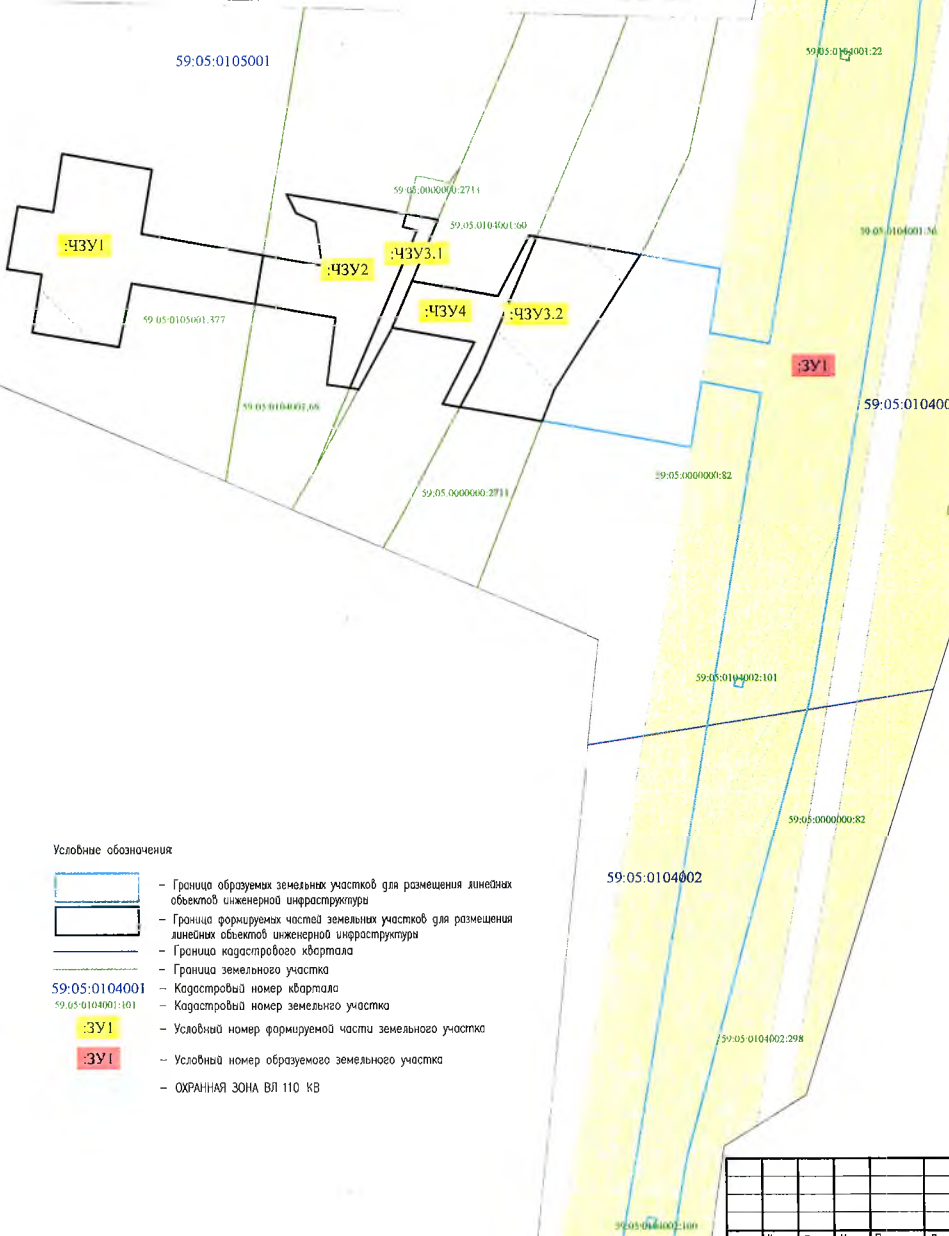 59:05:0104001:22
59:05:0105001
59:05:0000000:2711
59:05:0104001:60
:ЧЗУ1
:ЧЗУ2
:ЧЗУ3.1
:ЧЗУ4
:ЧЗУ3.2
59:05:0105001:377
:ЗУ1
59:05:0000000:82
59:05:0000000:2711
59:05:0104002:101
59:05:0000000:82
Условные обозначения:
– Граница образуемых земельных участков для размещения линейных
объектов инженерной инфраструктуры
– Граница формируемых частей земельных участков для размещения
линейных объектов инженерной инфраструктуры
– Граница кадастрового квартала
– Граница земельного участка
59:05:0104001 – Кадастровый номер квартала
59:05:0104001:101 – Кадастровый номер земельнго участка
:ЗУ1 – Условный номер формируемой части земельного участка
:ЗУ1 – Условный номер образуемого земельного участка
– ОХРАННАЯ ЗОНА ВЛ 110 КВ
59:05:0104002
59:05:0104002:298
59:05:0104002:100